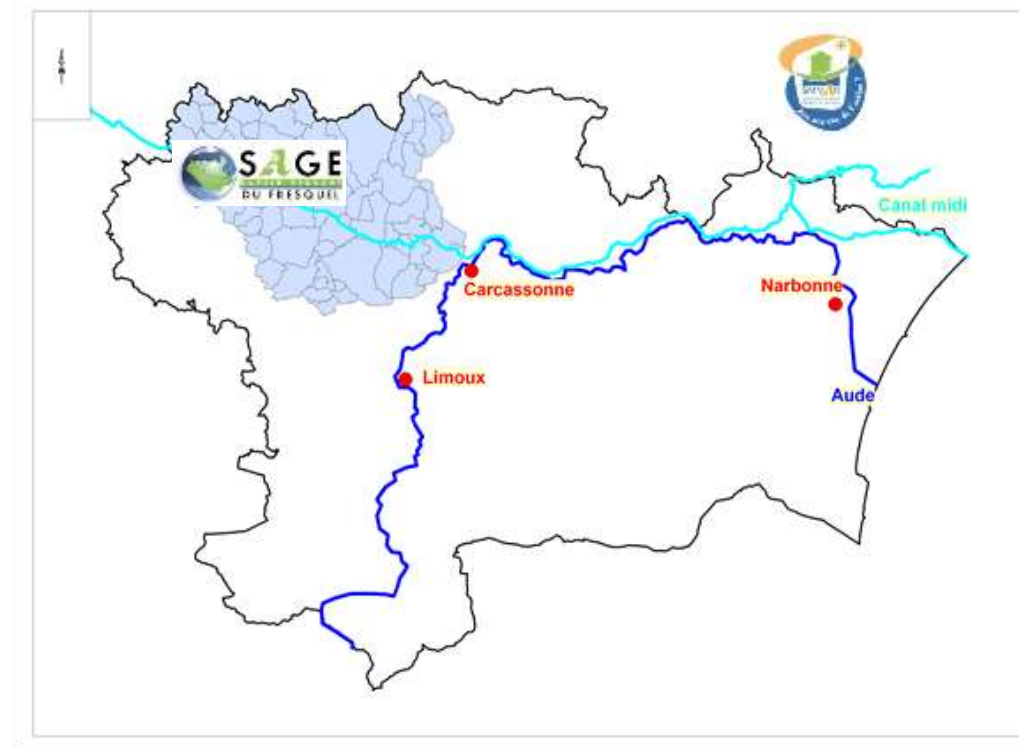 SAGE
DU FRESQUEL
Canal midi
Carcassonne
Narbonne
Limoux
Aude